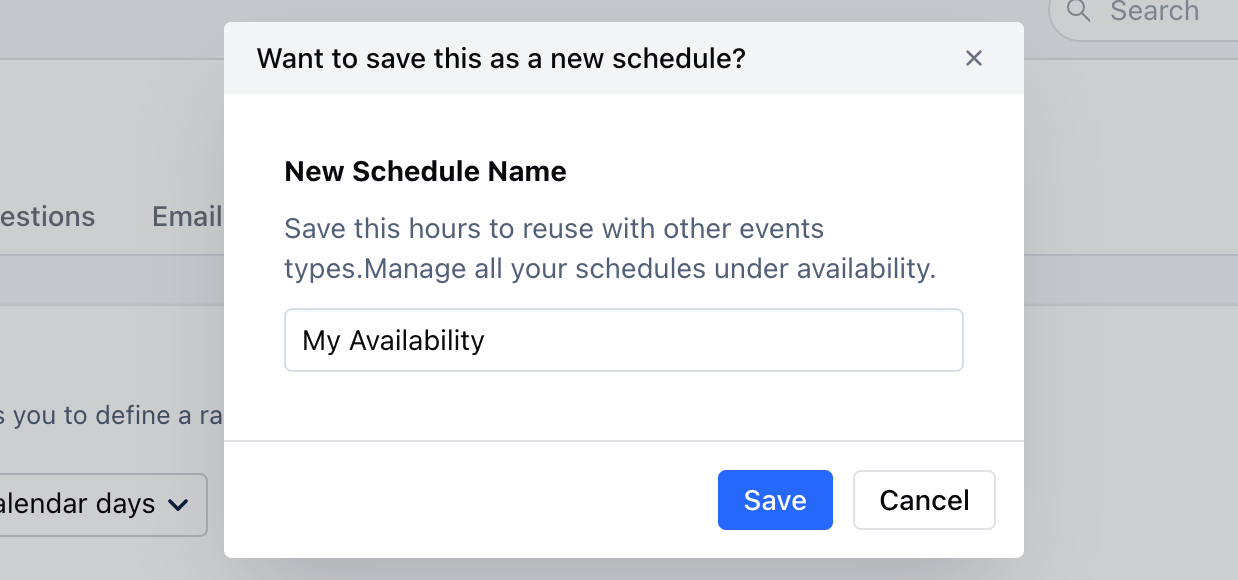 Search
Want to save this as a new schedule?
New Schedule Name
estions Email
Save this hours to reuse with other events
types.Manage all your schedules under availability.
My Availability
s you to define a ra
alendar days
Save Cancel